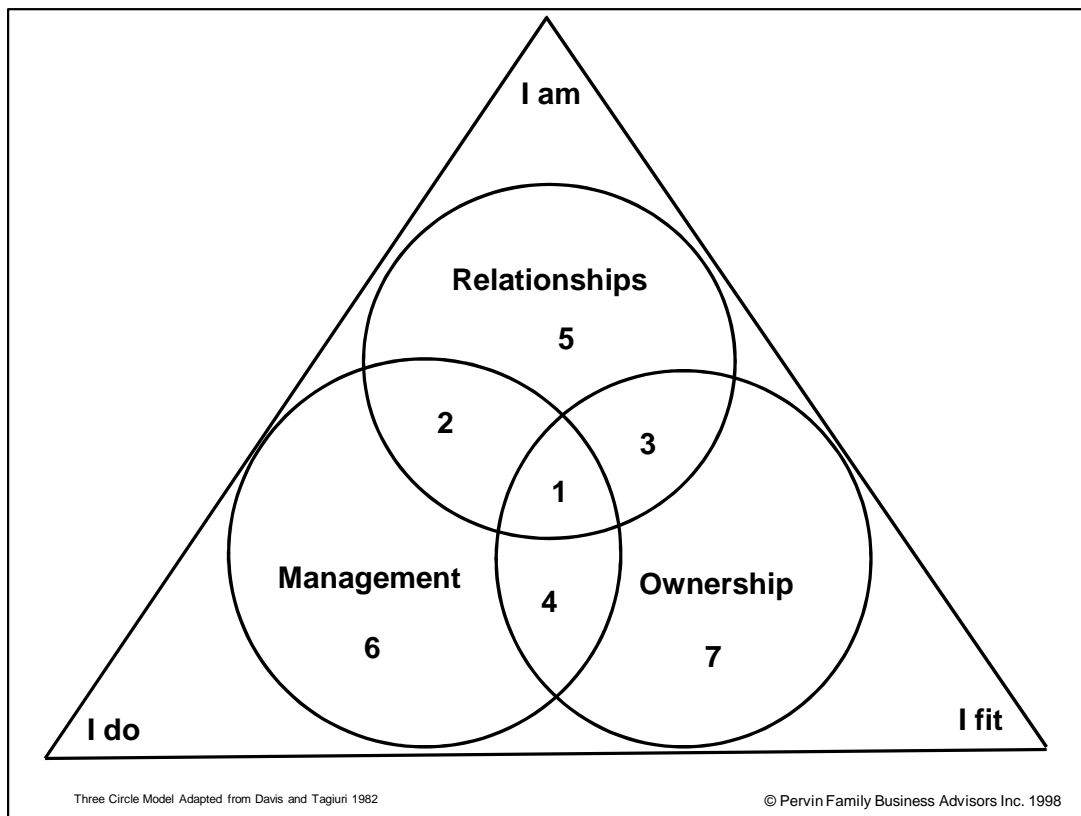 I am
Relationships
5
2
3
1
Management
Ownership
4
6
7
I do
I fit
Three Circle Model Adapted from Davis and Tagiuri 1982
© Pervin Family Business Advisors Inc. 1998